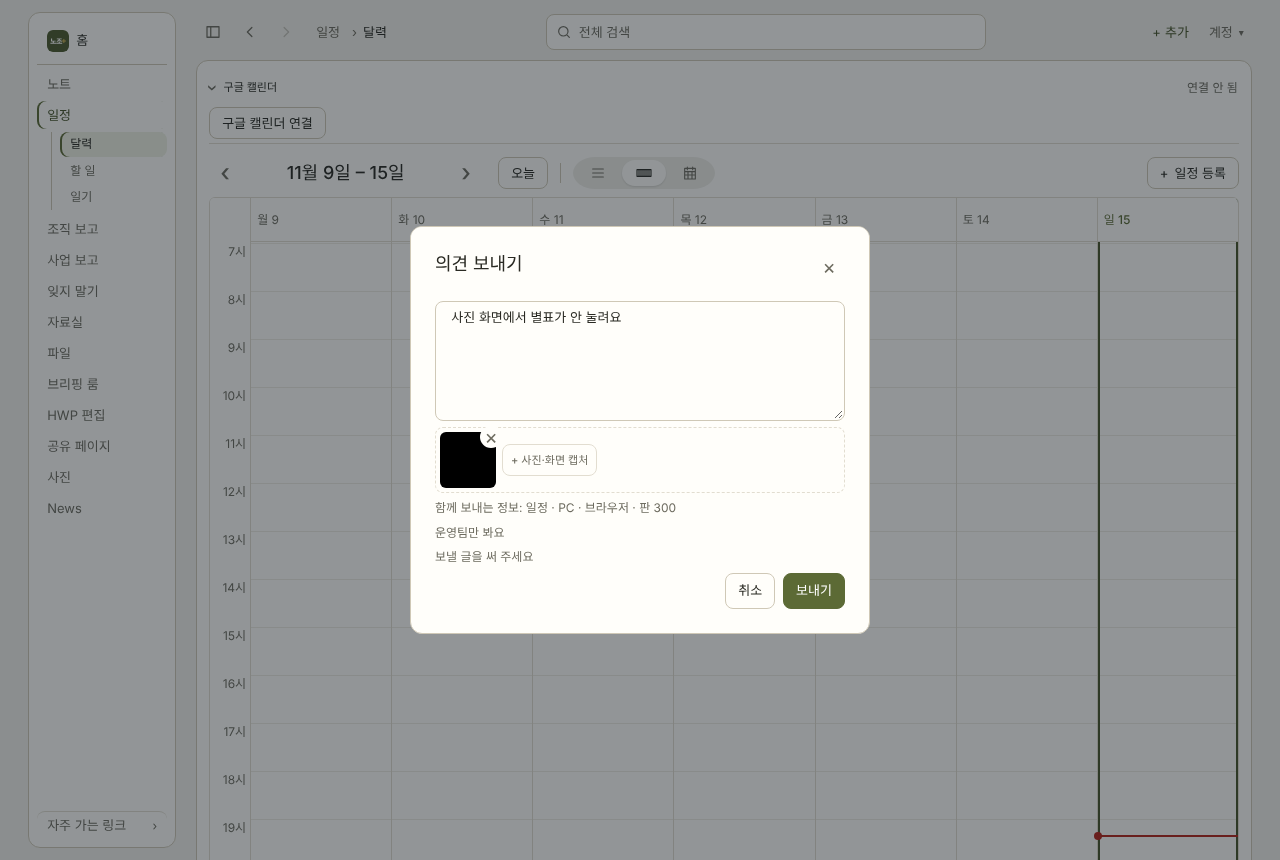 노조+ 홈
노트
일정
달력
할 일
일기
조직 보고
사업 보고
잊지 말기
자료실
파일
브리핑 룸
HWP 편집
공유 페이지
사진
News
자주 가는 링크 ›
일정 › 달력
전체 검색
+ 추가
계정 ▾
구글 캘린더
연결 안 됨
구글 캘린더 연결
11월 9일 – 15일
오늘
+ 일정 등록
월 9
화 10
수 11
목 12
금 13
토 14
일 15
7시
8시
9시
10시
11시
12시
13시
14시
15시
16시
17시
18시
19시
의견 보내기
×
사진 화면에서 별표가 안 눌려요
×
+ 사진·화면 캡처
함께 보내는 정보: 일정 · PC · 브라우저 · 판 300
운영팀만 봐요
보낼 글을 써 주세요
취소
보내기